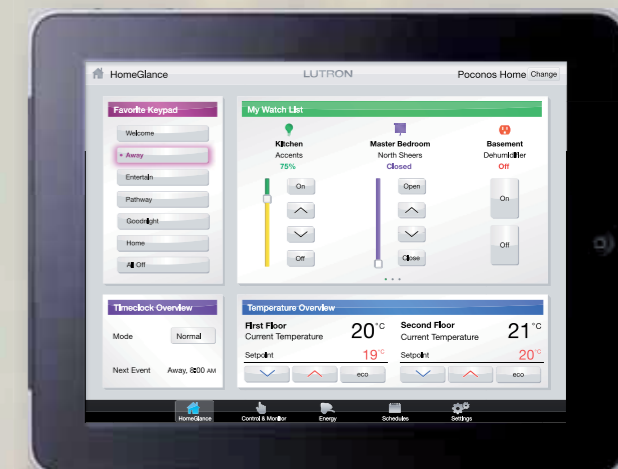 HomeGlance
LUTRON
Poconos Home Change
Favorite Keypad
Welcome
Away
Entertain
Pathway
Goodnight
Home
All Off
My Watch List
Kitchen
Accents
75%
On
Off
Master Bedroom
North Sheers
Closed
Open
Close
Basement
Dehumidifier
Off
On
Off
Timeclock Overview
Mode Normal
Next Event Away, 8:00 AM
Temperature Overview
First Floor
Current Temperature 20°C
Setpoint 19°C
eco
Second Floor
Current Temperature 21°C
Setpoint 20°C
eco
HomeGlance Control & Monitor Energy Schedules Settings